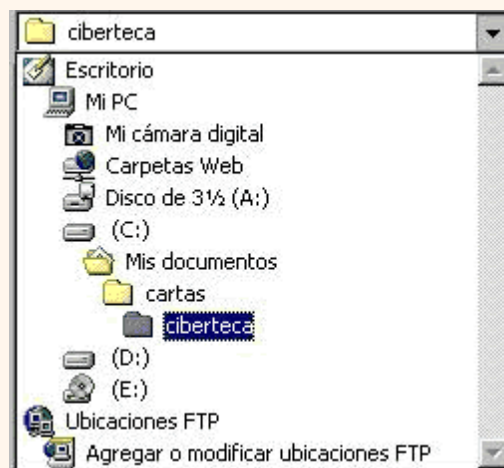 ciberteca
Escritorio
Mi PC
Mi cámara digital
Carpetas Web
Disco de 3½ (A:)
(C:)
Mis documentos
cartas
ciberteca
(D:)
(E:)
Ubicaciones FTP
Agregar o modificar ubicaciones FTP